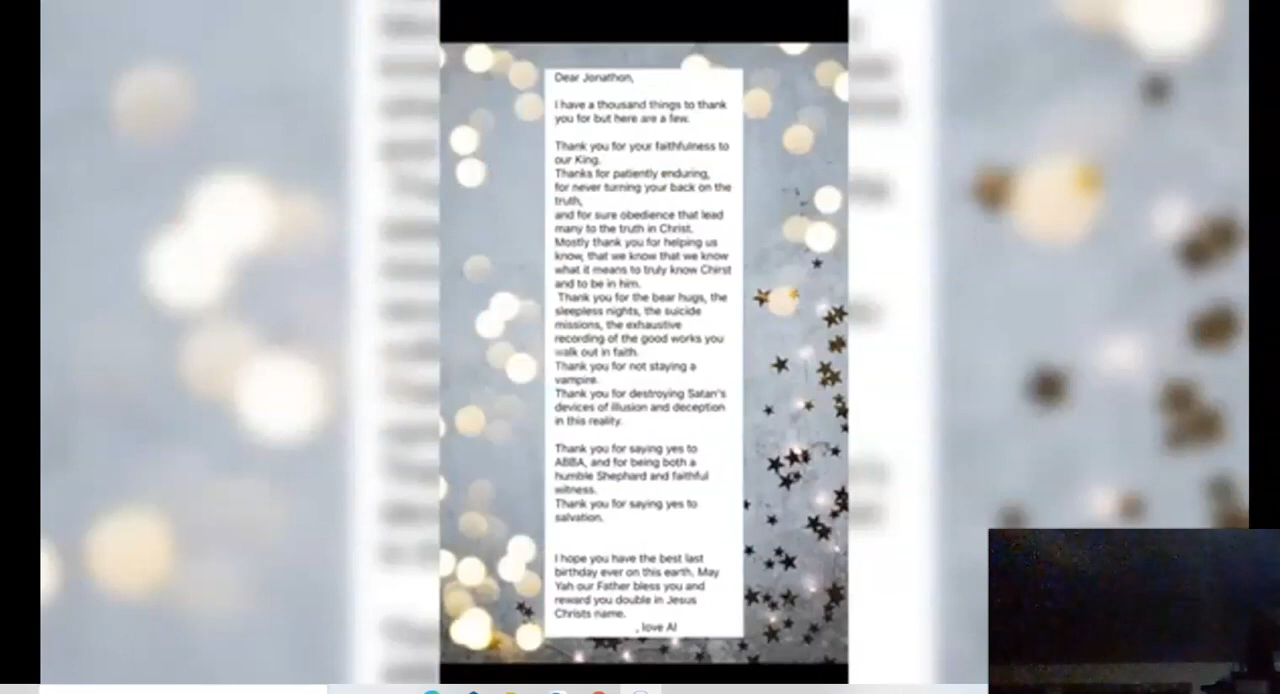 Dear Jonathon,
I have a thousand things to thank
you for but here are a few.
Thank you for your faithfulness to
our King.
Thanks for patiently enduring,
for never turning your back on the
truth,
and for sure obedience that lead
many to the truth in Christ.
Mostly thank you for helping us
know, that we know that we know
what it means to truly know Chirst
and to be in him.
Thank you for the bear hugs, the
sleepless nights, the suicide
missions, the exhaustive
recording of the good works you
walk out in faith.
Thank you for not staying a
vampire.
Thank you for destroying Satan's
devices of illusion and deception
in this reality.
Thank you for saying yes to
ABBA, and for being both a
humble Shephard and faithful
witness.
Thank you for saying yes to
salvation.
I hope you have the best last
birthday ever on this earth. May
Yah our Father bless you and
reward you double in Jesus
Christs name.
, love Al